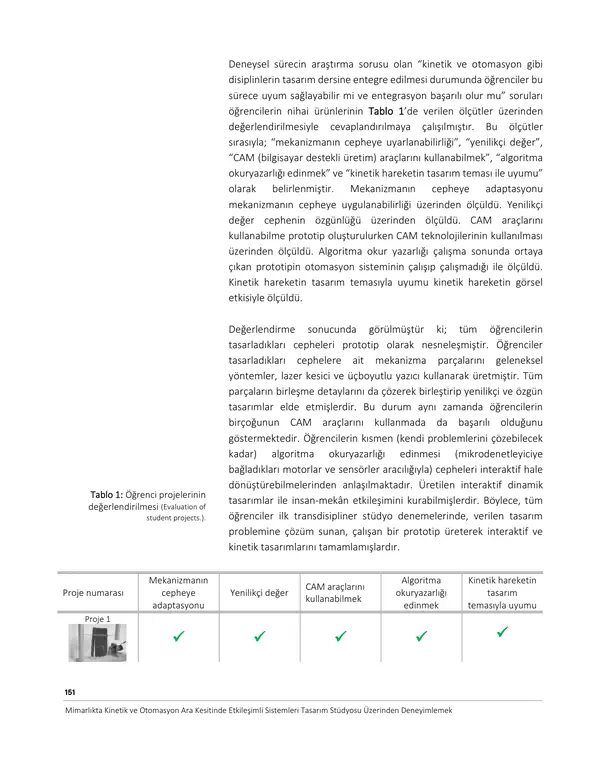 Deneysel sürecin araştırma sorusu olan “kinetik ve otomasyon gibi
disiplinlerin tasarım dersine entegre edilmesi durumunda öğrenciler bu
sürece uyum sağlayabilir mi ve entegrasyon başarılı olur mu” soruları
öğrencilerin nihai ürünlerinin Tablo 1’de verilen ölçütler üzerinden
değerlendirilmesiyle cevaplandırılmaya çalışılmıştır. Bu ölçütler
sırasıyla; “mekanizmanın cepheye uyarlanabilirliği”, “yenilikçi değer”,
“CAM (bilgisayar destekli üretim) araçlarını kullanabilmek”, “algoritma
okuryazarlığı edinmek” ve “kinetik hareketin tasarım teması ile uyumu”
olarak belirlenmiştir. Mekanizmanın cepheye adaptasyonu
mekanizmanın cepheye uygulanabilirliği üzerinden ölçüldü. Yenilikçi
değer cephenin özgünlüğü üzerinden ölçüldü. CAM araçlarını
kullanabilme prototip oluşturulurken CAM teknolojilerinin kullanılması
üzerinden ölçüldü. Algoritma okur yazarlığı çalışma sonunda ortaya
çıkan prototipin otomasyon sisteminin çalışıp çalışmadığı ile ölçüldü.
Kinetik hareketin tasarım temasıyla uyumu kinetik hareketin görsel
etkisiyle ölçüldü.
Değerlendirme sonucunda görülmüştür ki; tüm öğrencilerin
tasarladıkları cepheleri prototip olarak nesneleşmiştir. Öğrenciler
tasarladıkları cephelere ait mekanizma parçalarını geleneksel
yöntemler, lazer kesici ve üçboyutlu yazıcı kullanarak üretmiştir. Tüm
parçaların birleşme detaylarını da çözerek birleştirip yenilikçi ve özgün
tasarımlar elde etmişlerdir. Bu durum aynı zamanda öğrencilerin
birçoğunun CAM araçlarını kullanmada da başarılı olduğunu
göstermektedir. Öğrencilerin kısmen (kendi problemlerini çözebilecek
kadar) algoritma okuryazarlığı edinmesi (mikrodenetleyiciye
bağladıkları motorlar ve sensörler aracılığıyla) cepheleri interaktif hale
dönüştürebilmelerinden anlaşılmaktadır. Üretilen interaktif dinamik
tasarımlar ile insan-mekân etkileşimini kurabilmişlerdir. Böylece, tüm
öğrenciler ilk transdisipliner stüdyo denemelerinde, verilen tasarım
problemine çözüm sunan, çalışan bir prototip üreterek interaktif ve
kinetik tasarımlarını tamamlamışlardır.
Tablo 1: Öğrenci projelerinin
değerlendirilmesi (Evaluation of
student projects.).
Proje numarası
Mekanizmanın
cepheye
adaptasyonu
Yenilikçi değer
CAM araçlarını
kullanabilmek
Algoritma
okuryazarlığı
edinmek
Kinetik hareketin
tasarım
temasıyla uyumu
Proje 1
✓ ✓ ✓ ✓ ✓
151
Mimarlıkta Kinetik ve Otomasyon Ara Kesitinde Etkileşimli Sistemleri Tasarım Stüdyosu Üzerinden Deneyimlemek